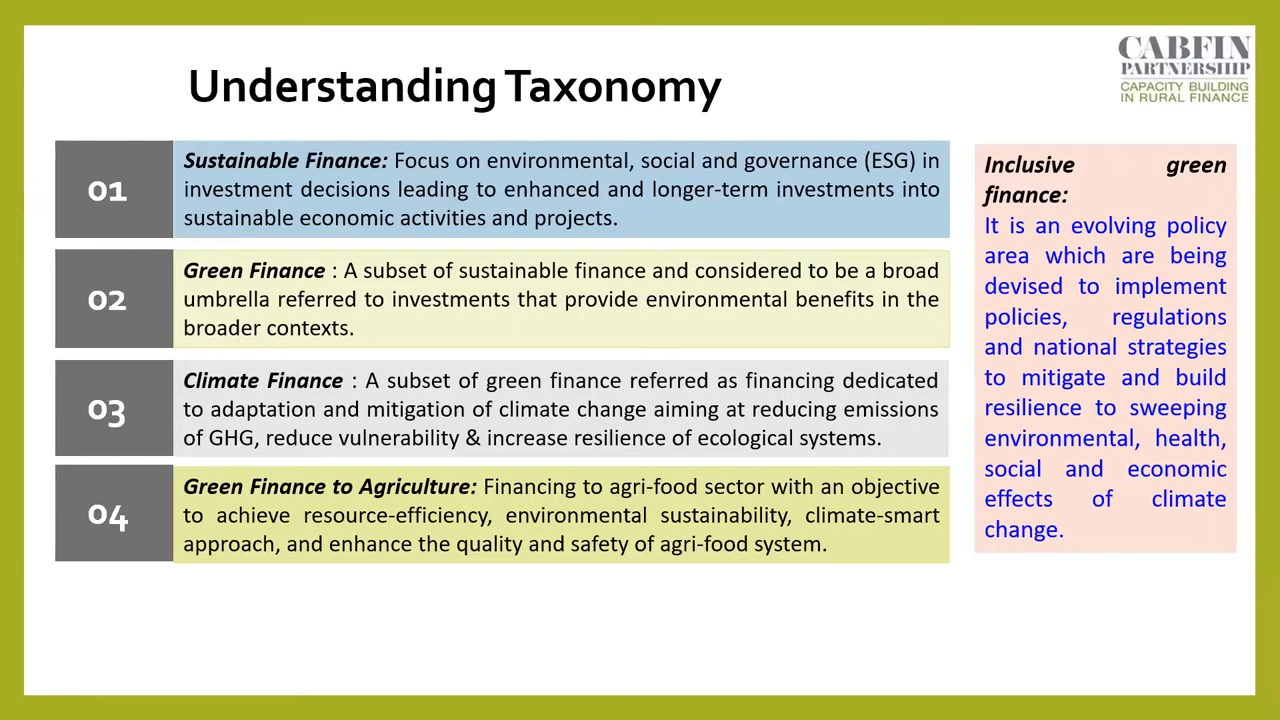 Understanding Taxonomy
CABFIN
PARTNERSHIP
CAPACITY BUILDING
IN RURAL FINANCE
01
Sustainable Finance: Focus on environmental, social and governance (ESG) in
investment decisions leading to enhanced and longer-term investments into
sustainable economic activities and projects.
02
Green Finance : A subset of sustainable finance and considered to be a broad
umbrella referred to investments that provide environmental benefits in the
broader contexts.
03
Climate Finance : A subset of green finance referred as financing dedicated
to adaptation and mitigation of climate change aiming at reducing emissions
of GHG, reduce vulnerability & increase resilience of ecological systems.
04
Green Finance to Agriculture: Financing to agri-food sector with an objective
to achieve resource-efficiency, environmental sustainability, climate-smart
approach, and enhance the quality and safety of agri-food system.
Inclusive green
finance:
It is an evolving policy
area which are being
devised to implement
policies, regulations
and national strategies
to mitigate and build
resilience to sweeping
environmental, health,
social and economic
effects of climate
change.